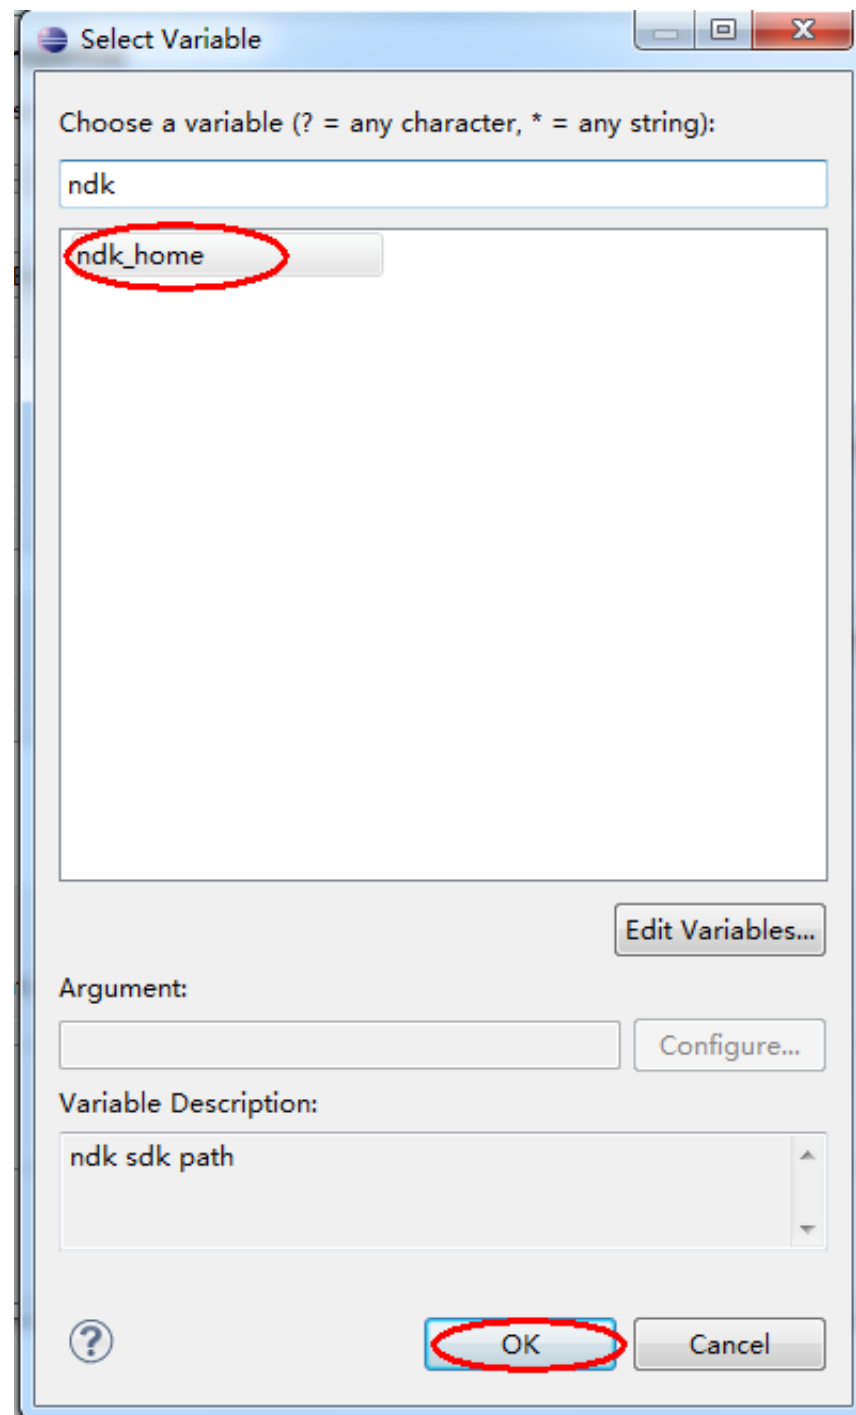 Select Variable
Choose a variable (? = any character, * = any string):
ndk
ndk_home
Edit Variables...
Argument:
Configure...
Variable Description:
ndk sdk path
OK Cancel